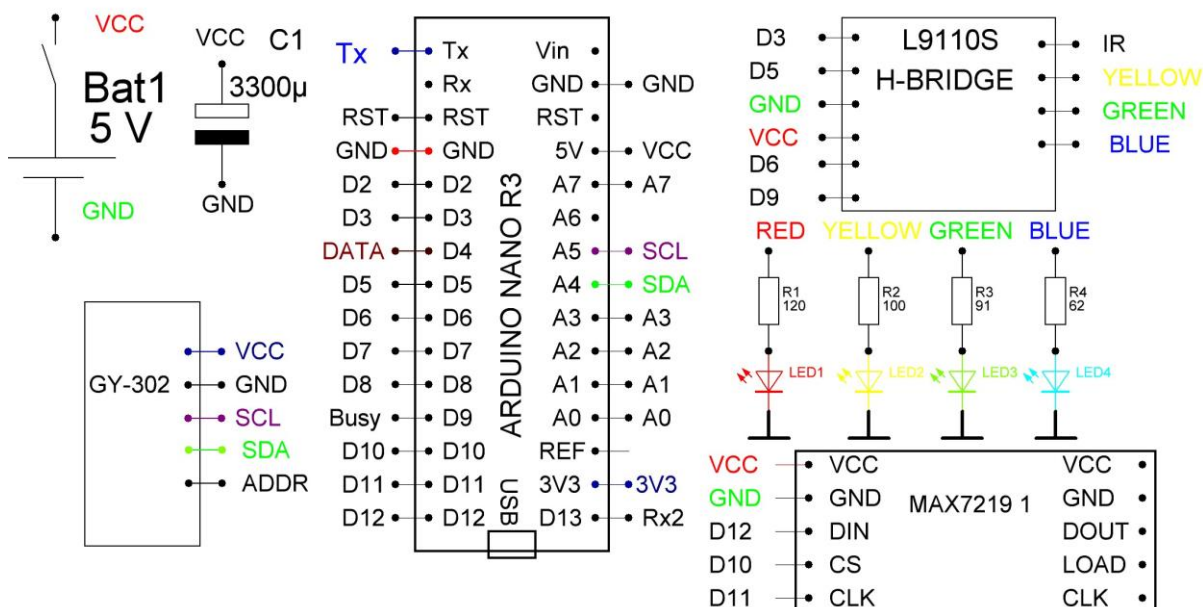 VCC
Bat1
5 V
GND
VCC C1
3300µ
GND
GY-302
VCC
GND
SCL
SDA
ADDR
Tx Tx Vin
Rx GND GND
RST RST RST
GND GND 5V VCC
D2 D2 A7 A7
D3 D3 A6
DATA D4 A5 SCL
D5 D5 A4 SDA
D6 D6 A3 A3
D7 D7 A2 A2
D8 D8 A1 A1
Busy D9 A0 A0
D10 D10 REF
D11 D11 3V3 3V3
D12 D12 D13 Rx2
ARDUINO NANO R3
USB
L9110S
H-BRIDGE
D3 IR
D5 YELLOW
GND GREEN
VCC BLUE
D6
D9
RED YELLOW GREEN BLUE
R1 R2 R3 R4
120 100 91 62
LED1 LED2 LED3 LED4
MAX7219 1
VCC VCC VCC
GND GND GND
D12 DIN DOUT
D10 CS LOAD
D11 CLK CLK